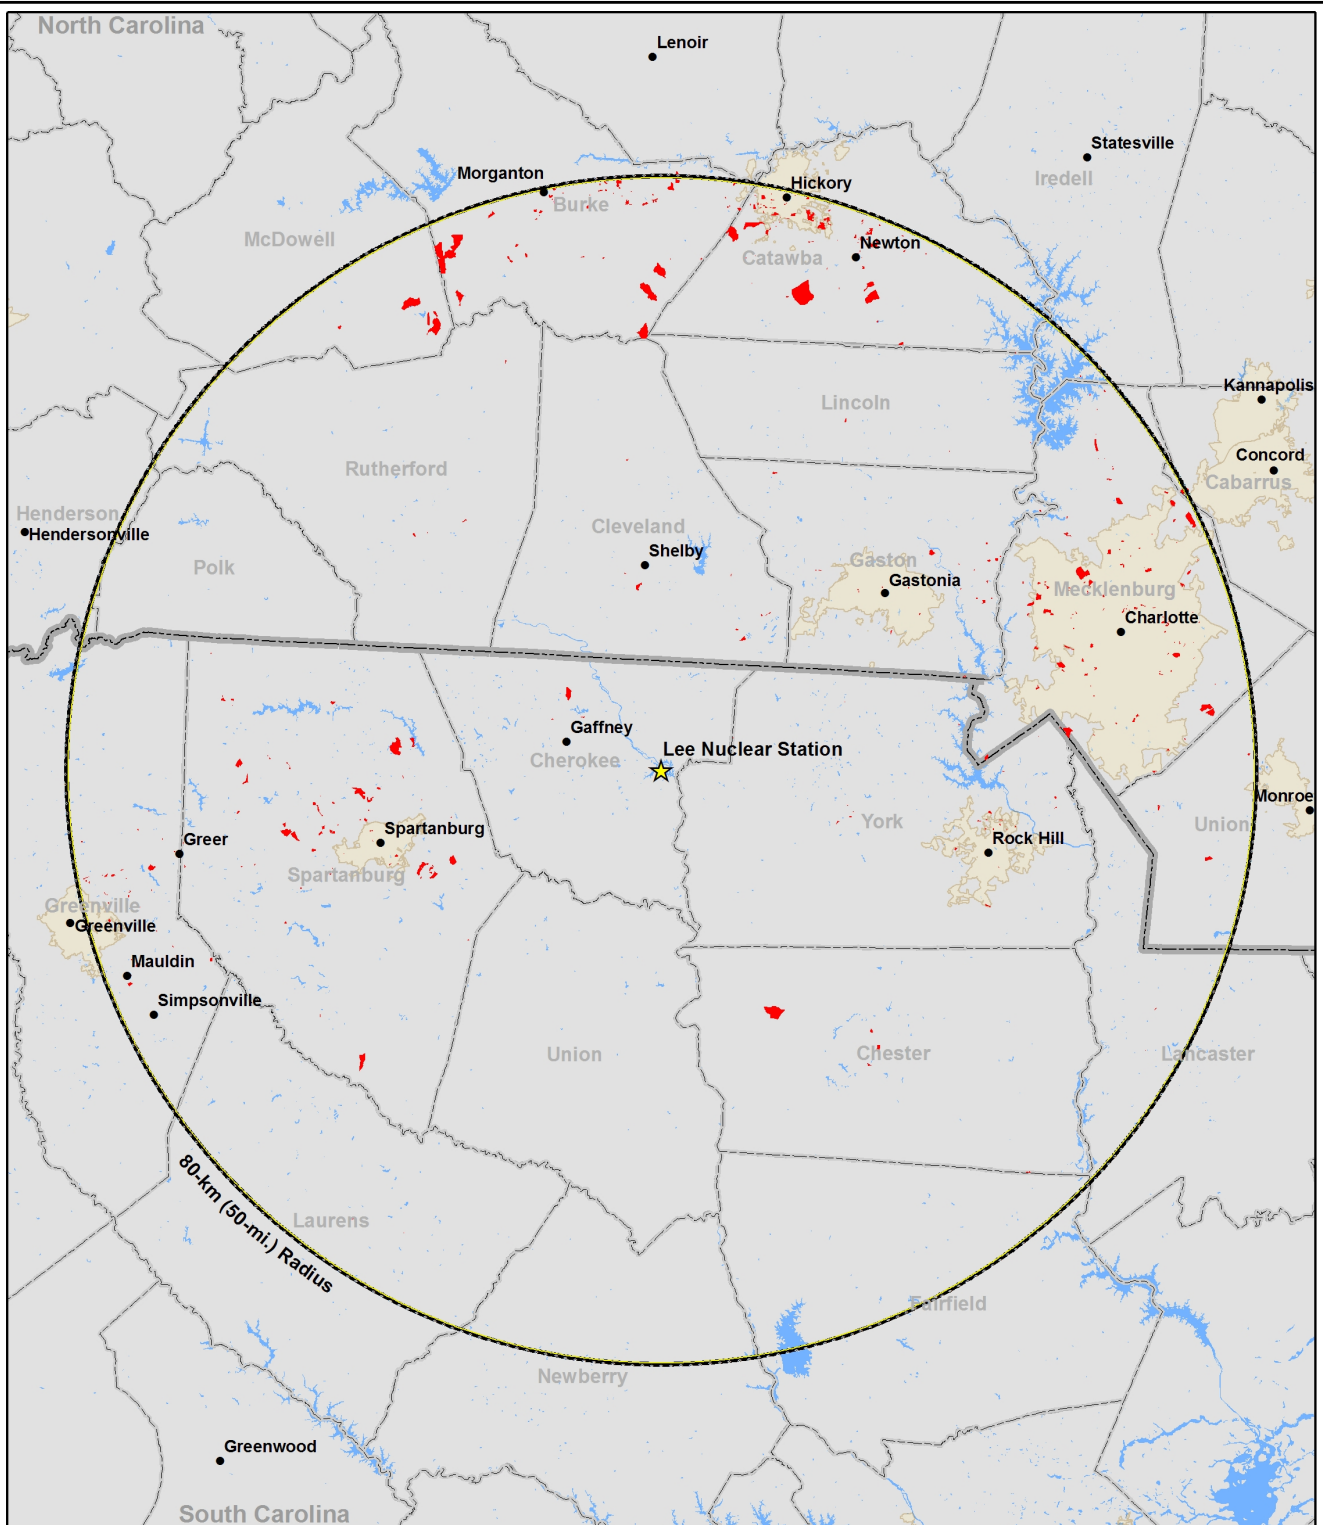 North Carolina
Lenoir
Statesville
Iredell
Morganton
Hickory
Burke
McDowell
Newton
Catawba
Kannapolis
Lincoln
Concord
Rutherford
Cabarrus
Henderson
Hendersonville
Cleveland
Shelby
Polk
Gaston
Gastonia
Mecklenburg
Charlotte
Gaffney
Lee Nuclear Station
Cherokee
Monroe
York
Union
Spartanburg
Greer
Rock Hill
Spartanburg
Greenville
Greenville
Mauldin
Simpsonville
Union
Chester
Lancaster
80-km (50-mi.) Radius
Laurens
Fairfield
Newberry
Greenwood
South Carolina